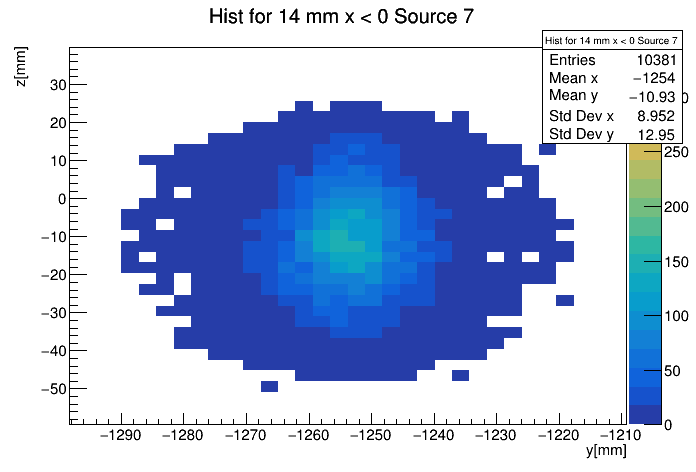 Hist for 14 mm x < 0 Source 7
z[mm]
Hist for 14 mm x < 0 Source 7
Entries 10381
Mean x −1254
Mean y −10.93
Std Dev x 8.952
Std Dev y 12.95
30
20
10
0
−10
−20
−30
−40
−50
0
250
200
150
100
50
0
−1290 −1280 −1270 −1260 −1250 −1240 −1230 −1220 −1210
y[mm]